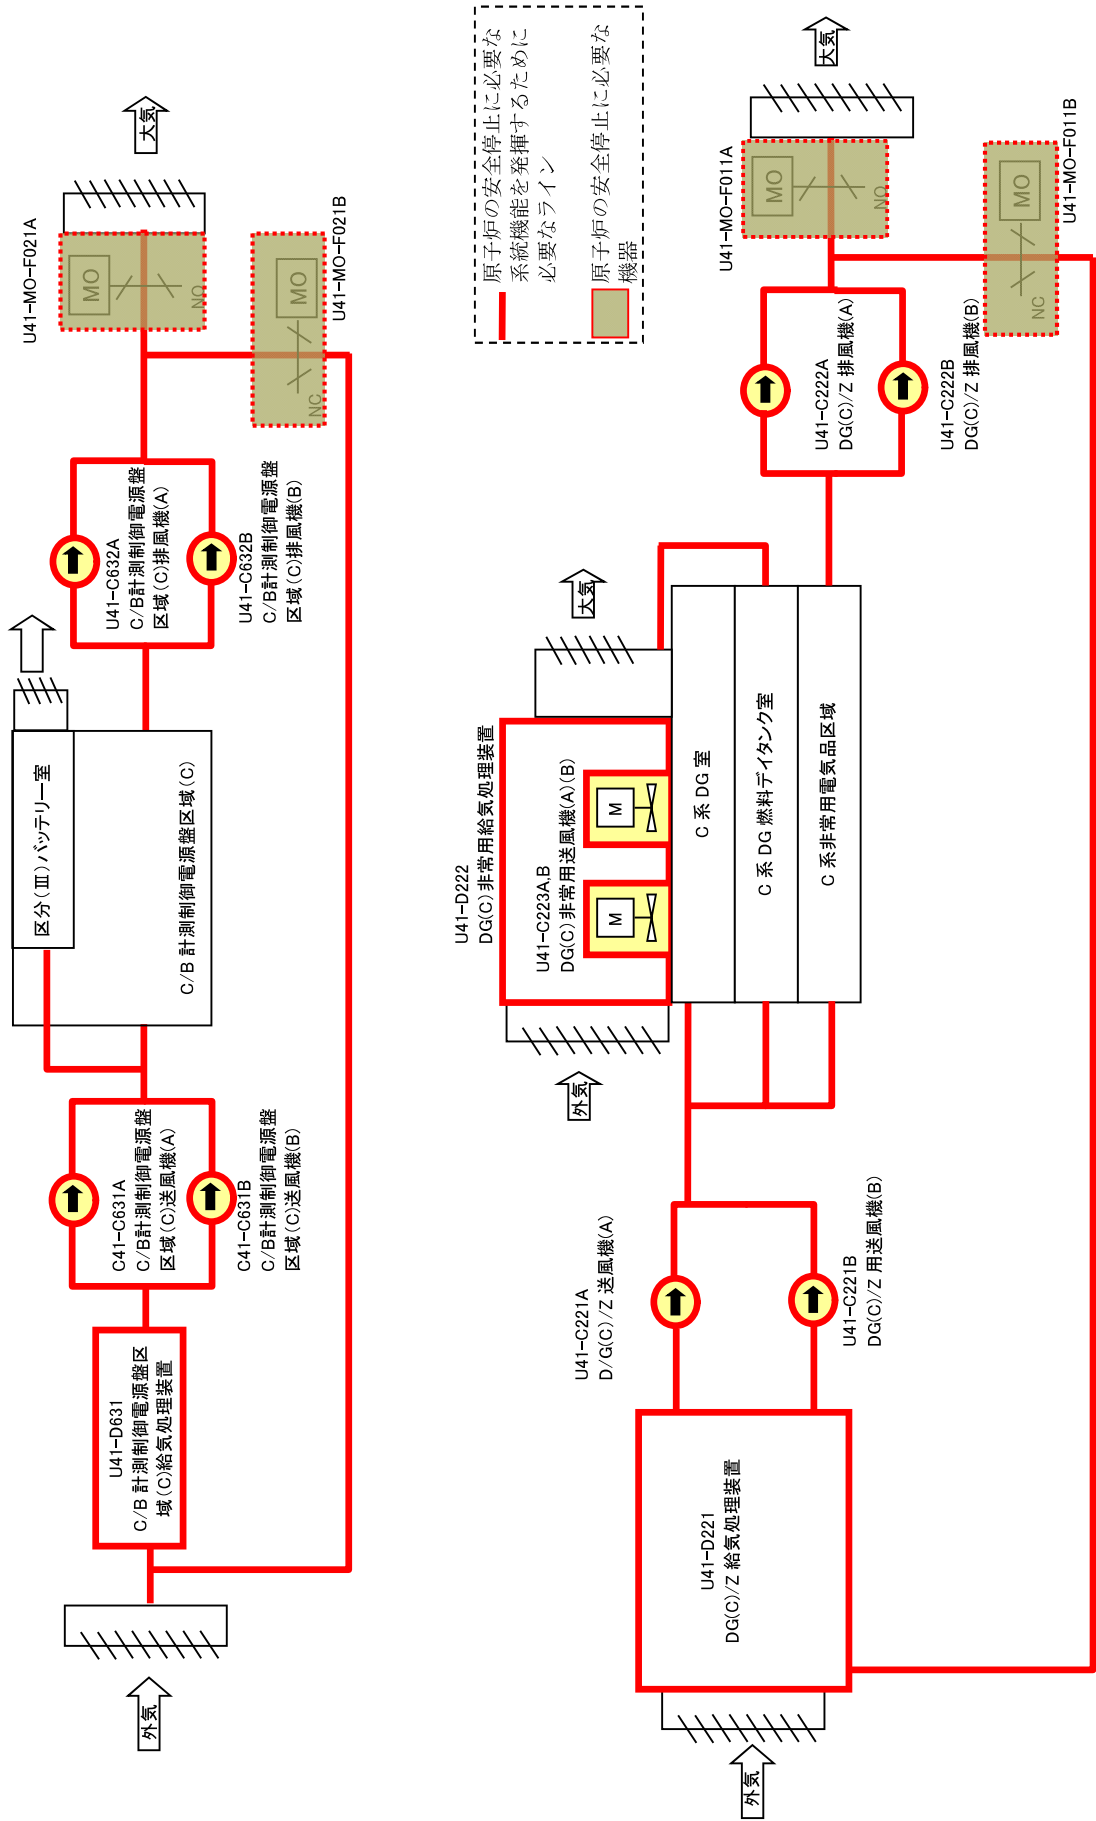 外気
U41-D631
C/B 計測制御電源盤区
域(C)給気処理装置
C41-C631A
C/B計測制御電源盤
区域(C)送風機(A)
C41-C631B
C/B計測制御電源盤
区域(C)送風機(B)
区分(Ⅲ)バッテリー室
C/B 計測制御電源盤区域(C)
U41-C632A
C/B計測制御電源盤
区域(C)排風機(A)
U41-C632B
C/B計測制御電源盤
区域(C)排風機(B)
U41-MO-F021A
MO
NO
U41-MO-F021B
MO
NC
大気
原子炉の安全停止に必要な
系統機能を発揮するために
必要なライン
原子炉の安全停止に必要な
機器
外気
U41-D221
DG(C)/Z 給気処理装置
U41-C221A
D/G(C)/Z 送風機(A)
U41-C221B
DG(C)/Z 用送風機(B)
外気
U41-D222
DG(C) 非常用給気処理装置
U41-C223A,B
DG(C) 非常用送風機(A)(B)
M
M
大気
C 系 DG 室
C 系 DG 燃料デイタンク室
C 系非常用電気品区域
U41-C222A
DG(C)/Z 排風機(A)
U41-C222B
DG(C)/Z 排風機(B)
U41-MO-F011A
MO
NO
U41-MO-F011B
MO
NC
大気